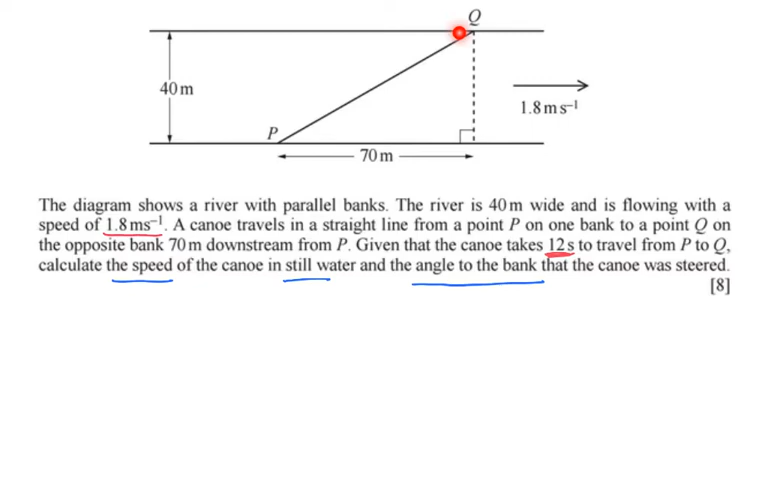 Q
40 m
1.8 m s⁻¹
P
70 m
The diagram shows a river with parallel banks. The river is 40 m wide and is flowing with a
speed of 1.8 ms⁻¹. A canoe travels in a straight line from a point P on one bank to a point Q on
the opposite bank 70 m downstream from P. Given that the canoe takes 12 s to travel from P to Q,
calculate the speed of the canoe in still water and the angle to the bank that the canoe was steered.
[8]